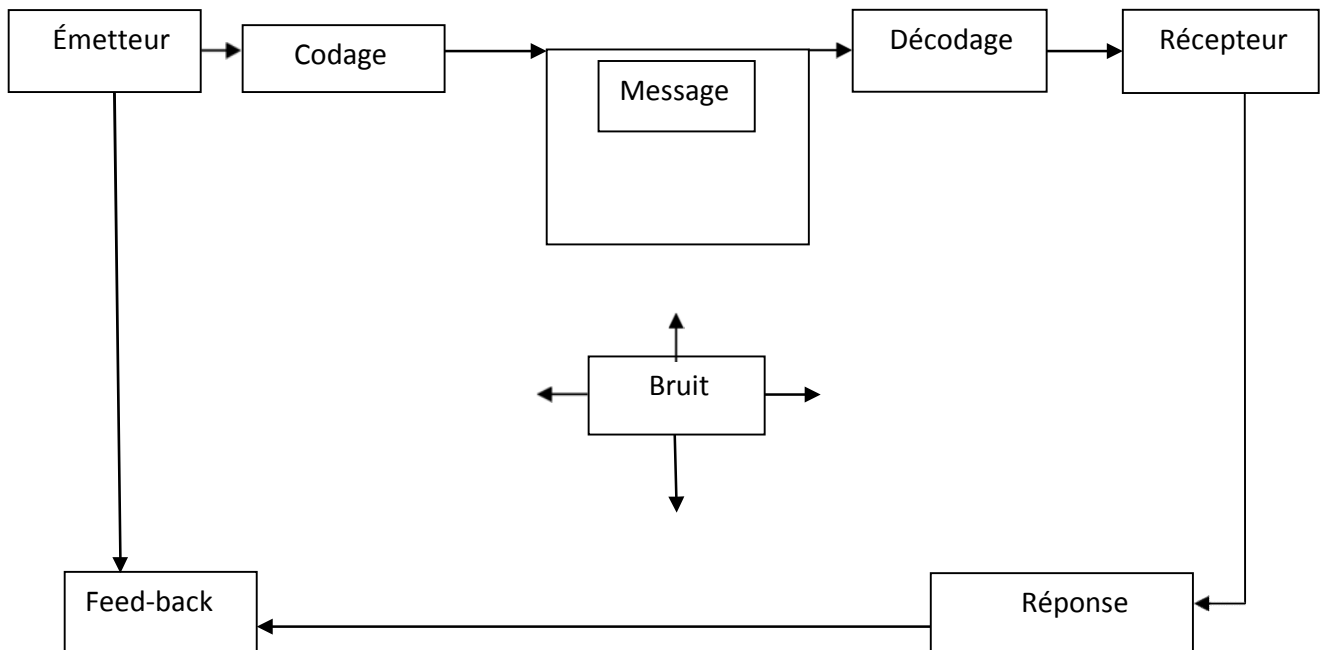 Émetteur
Codage
Message
Décodage
Récepteur
Bruit
Feed-back
Réponse